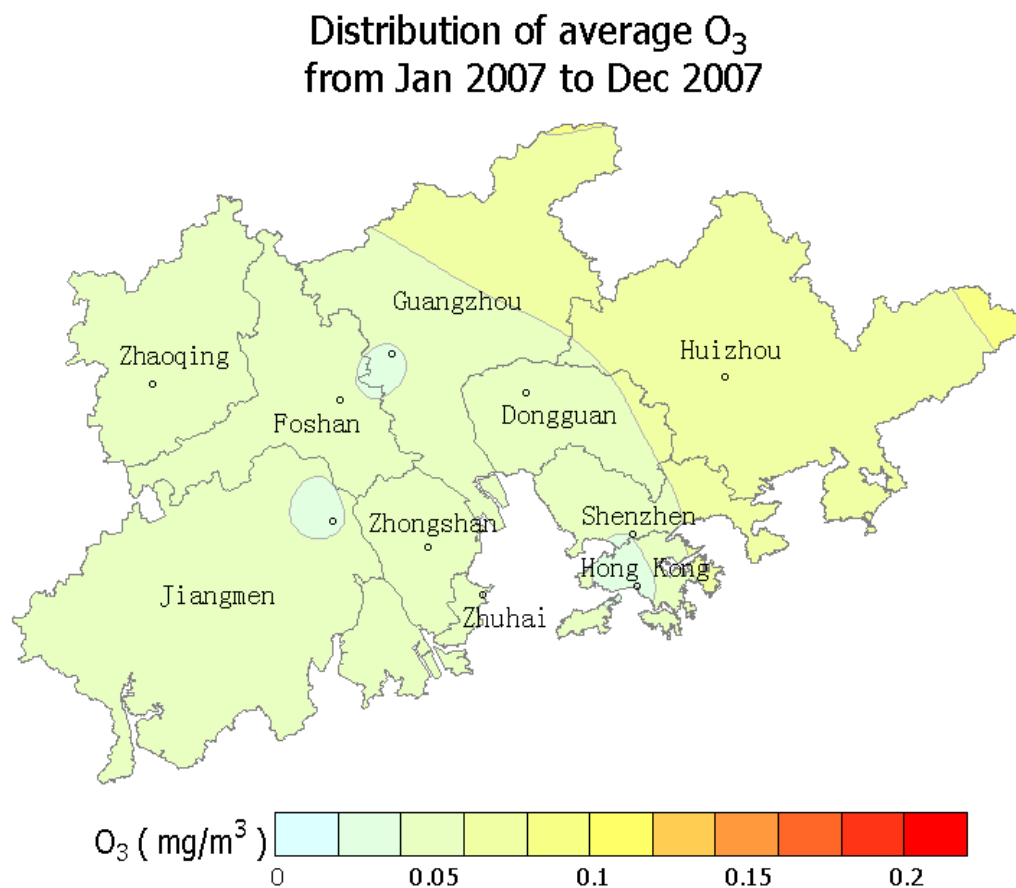 Distribution of average O₃
from Jan 2007 to Dec 2007
Guangzhou
Zhaoqing
Huizhou
Foshan
Dongguan
Zhongshan
Shenzhen
Hong Kong
Jiangmen
Zhuhai
O₃ ( mg/m³ )
0 0.05 0.1 0.15 0.2